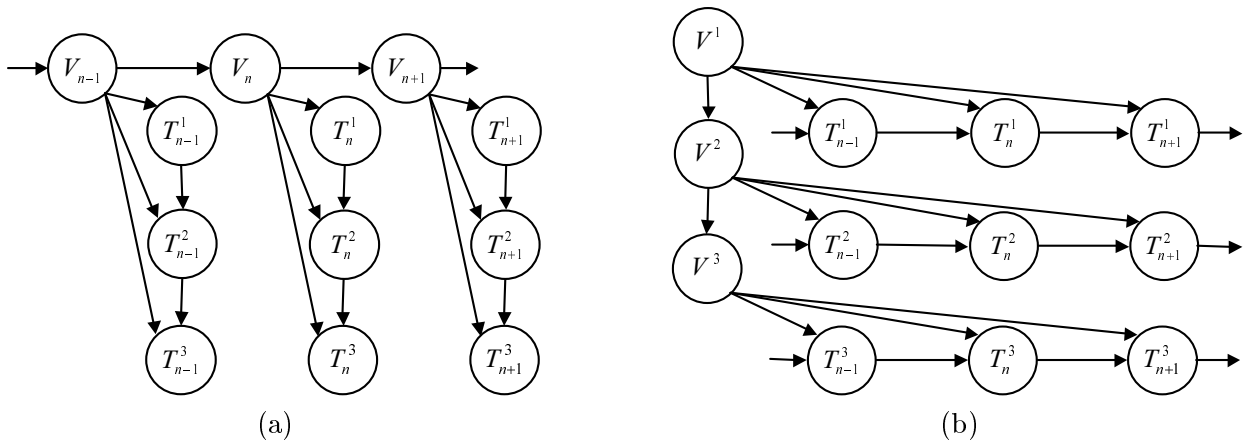 V_{n-1} V_n V_{n+1}
T^1_{n-1} T^1_n T^1_{n+1}
T^2_{n-1} T^2_n T^2_{n+1}
T^3_{n-1} T^3_n T^3_{n+1}
(a)
V^1
T^1_{n-1} T^1_n T^1_{n+1}
V^2
T^2_{n-1} T^2_n T^2_{n+1}
V^3
T^3_{n-1} T^3_n T^3_{n+1}
(b)